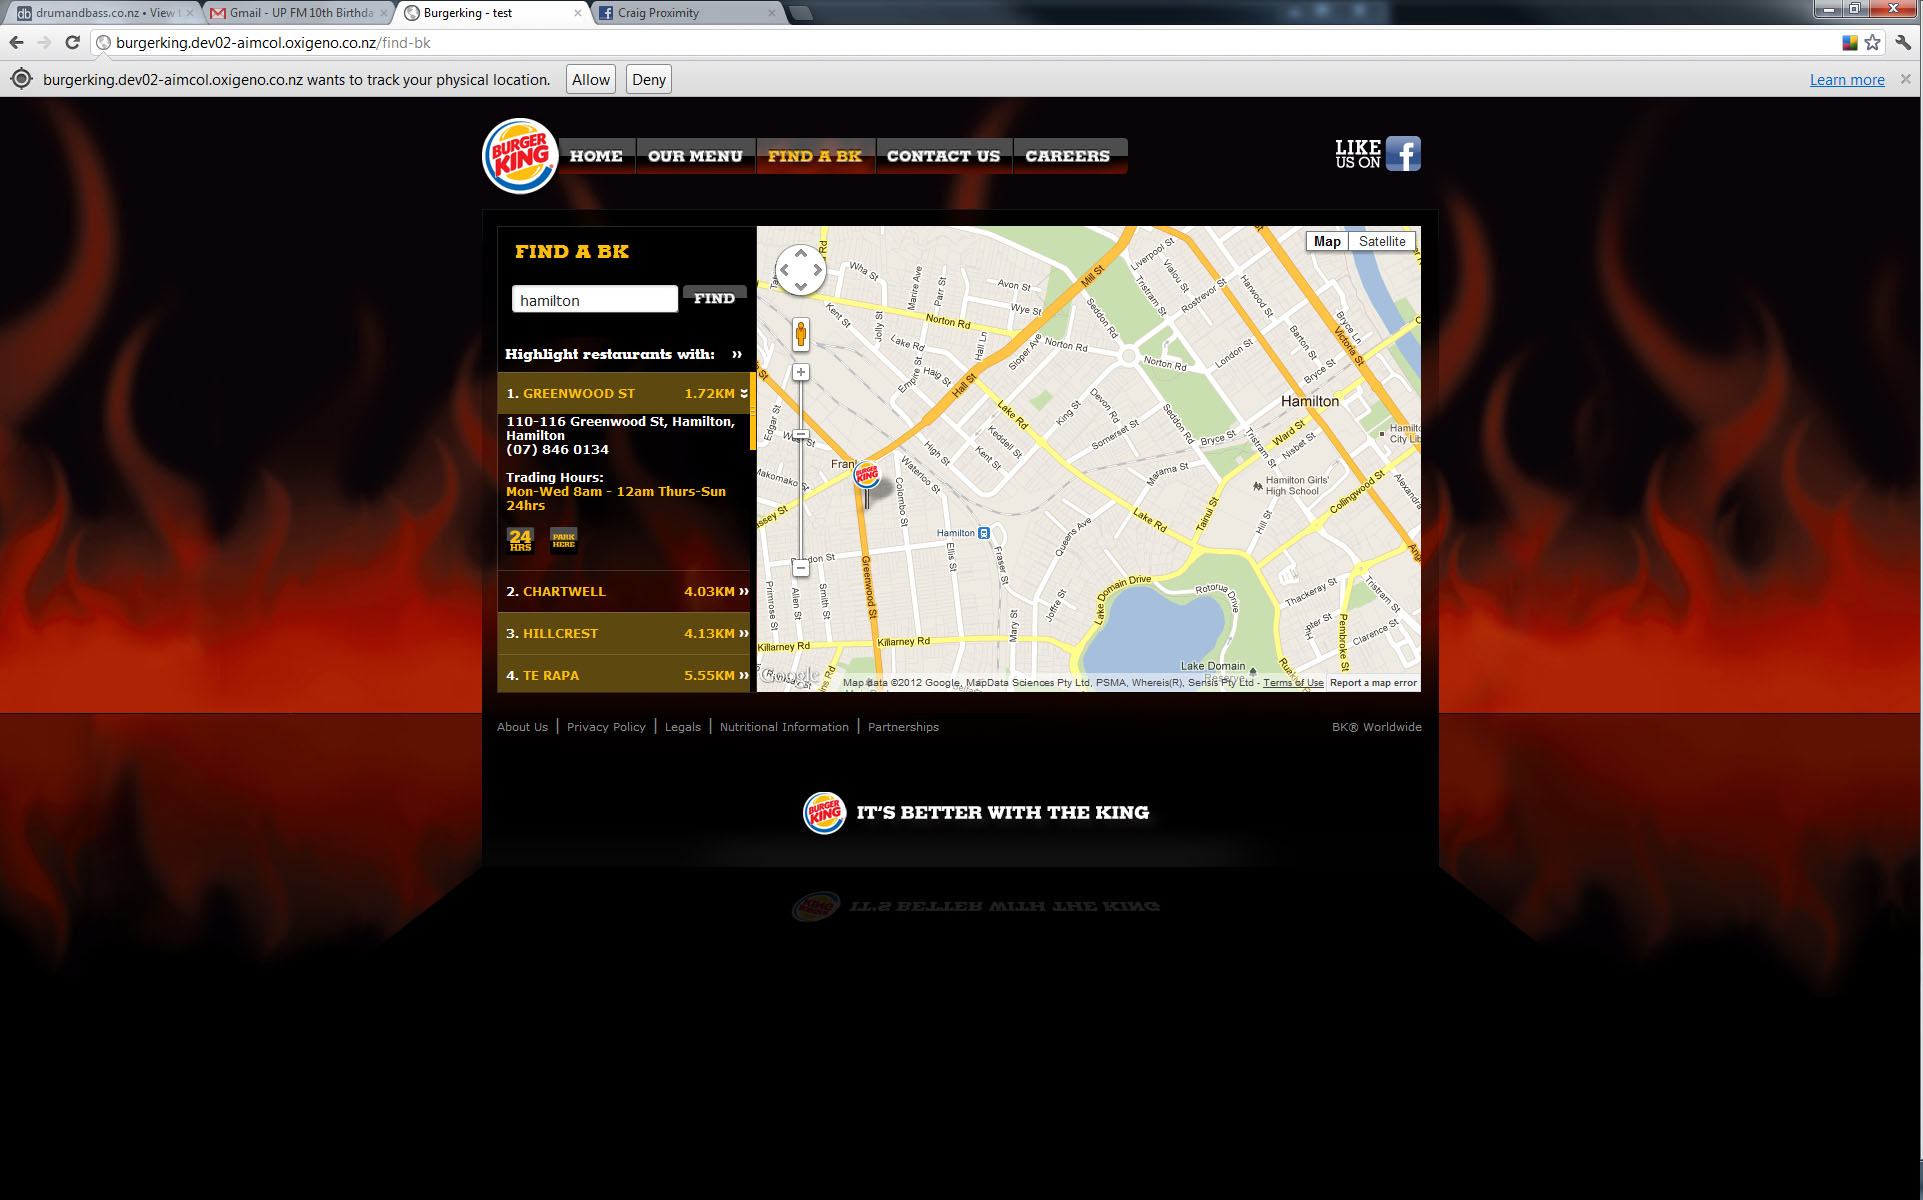 drumandbass.co.nz • View t
Gmail - UP FM 10th Birthda
Burgerking - test
Craig Proximity
burgerking.dev02-aimcol.oxigeno.co.nz/find-bk
burgerking.dev02-aimcol.oxigeno.co.nz wants to track your physical location.
Allow
Deny
Learn more
BURGER KING
HOME
OUR MENU
FIND A BK
CONTACT US
CAREERS
LIKE
US ON
FIND A BK
hamilton
FIND
Highlight restaurants with: »
1. GREENWOOD ST 1.72KM
110-116 Greenwood St, Hamilton,
Hamilton
(07) 846 0134
Trading Hours:
Mon-Wed 8am - 12am Thurs-Sun
24hrs
24 HRS
PARK HERE
2. CHARTWELL 4.03KM »
3. HILLCREST 4.13KM »
4. TE RAPA 5.55KM »
Map
Satellite
Wha St
Maire Ave
Parr St
Avon St
Wye St
Mill St
Liverpool St
Vialou St
Tristram St
Rostrevor St
Harwood St
Seddon Rd
Kent St
Jolly St
Norton Rd
Hall Ln
Lake Rd
Sloper Ave
Norton Rd
Norton Rd
London St
Barton St
Bryce Ln
Victoria St
Bryce St
Empire St
Haig St
Hall St
Lake Rd
King St
Devon Rd
Seddon Rd
Hamilton
Edgar St
High St
Keddell St
Kent St
Somerset St
Bryce St
Tristram St
Ward St
Nisbet St
Hamilt
City Lib
Frank
Makomako St
Waterloo St
Colombo St
Marama St
Hamilton Girls'
High School
Collingwood St
Alexandra
assey St
Hamilton
Lake Rd
Tainui St
Hill St
Queens Ave
Ang
Greenwood St
Ellis St
Fraser St
Lake Domain Drive
Rotorua Drive
Thackeray St
Tristram St
Primrose St
Allen St
Smith St
Joffre St
Mary St
Pembroke St
Clarence St
Killarney Rd
Killarney Rd
Lake Domain
Reserve
Google
Map data ©2012 Google, MapData Sciences Pty Ltd, PSMA, Whereis(R), Sensis Pty Ltd - Terms of Use
Report a map error
About Us | Privacy Policy | Legals | Nutritional Information | Partnerships
BK® Worldwide
BURGER KING
IT'S BETTER WITH THE KING